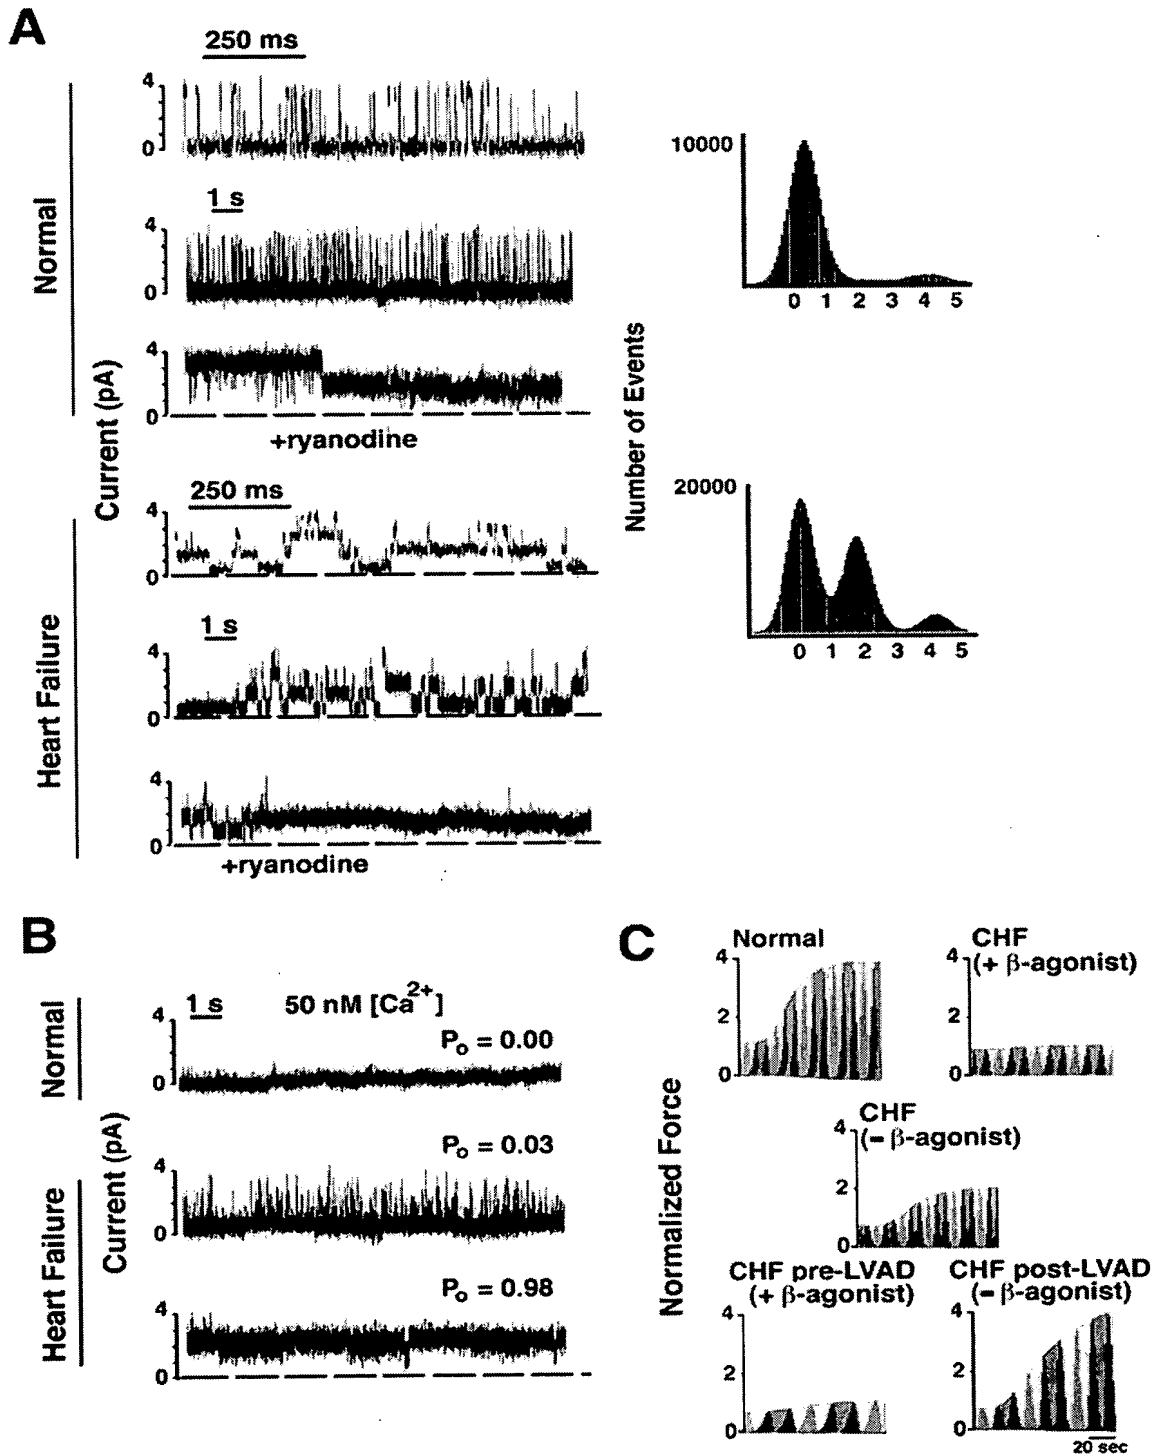 A
250 ms
4
0
1 s
4
0
4
0
+ryanodine
Normal
Current (pA)
250 ms
4
0
1 s
4
0
4
0
+ryanodine
Heart Failure
Number of Events
10000
0 1 2 3 4 5
20000
0 1 2 3 4 5
B
Normal
Heart Failure
Current (pA)
1 s
50 nM [Ca2+]
4
0
Po = 0.00
Po = 0.03
4
0
Po = 0.98
4
0
C
Normalized Force
Normal
4
2
0
CHF
(+ β-agonist)
4
2
0
CHF
(− β-agonist)
4
2
0
CHF pre-LVAD
(+ β-agonist)
4
2
0
CHF post-LVAD
(− β-agonist)
4
2
0
20 sec